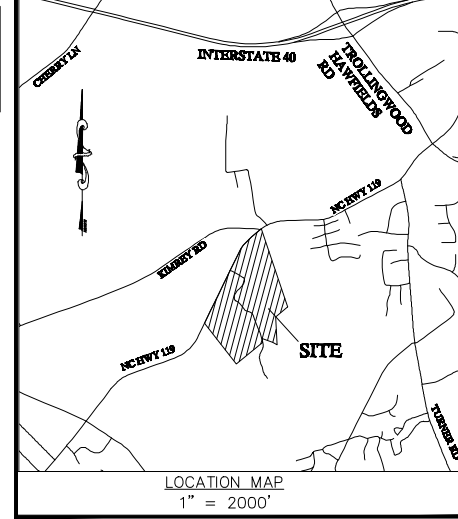 CHERRY LN
INTERSTATE 40
TROLLINGWOOD
HAWFIELDS
RD
NC HWY 119
KIMREY RD
NC HWY 119
SITE
TURNER RD
LOCATION MAP
1" = 2000'